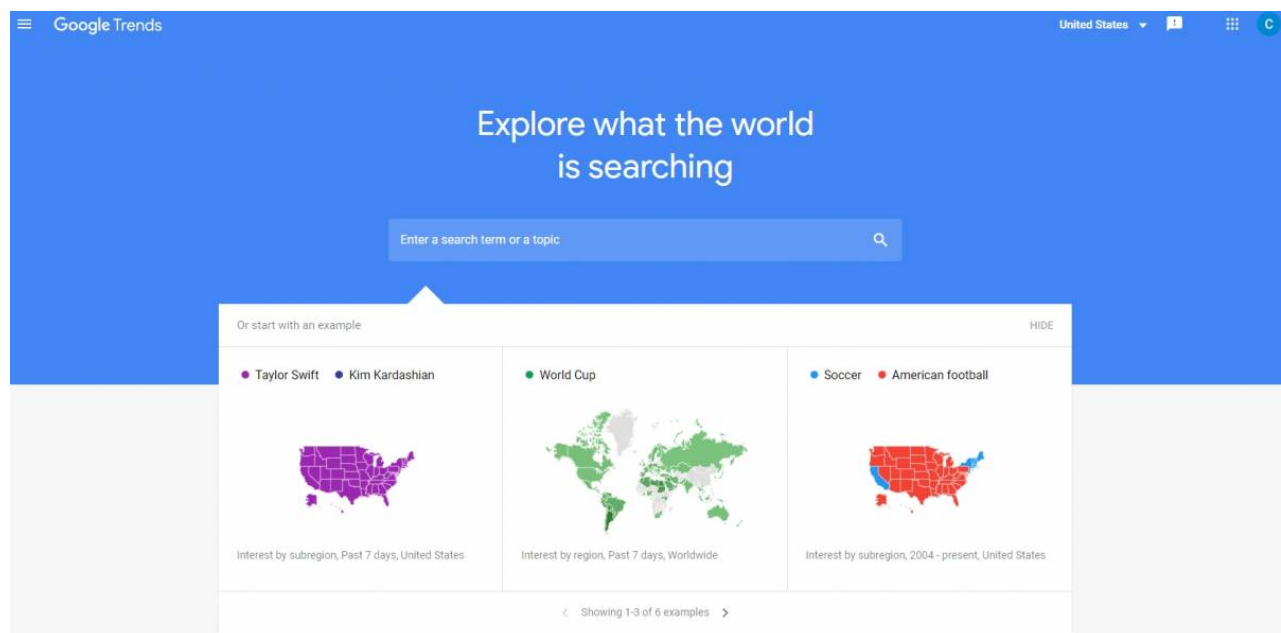 Google Trends
United States
C
Explore what the world
is searching
Enter a search term or a topic
Or start with an example
HIDE
Taylor Swift Kim Kardashian
World Cup
Soccer American football
Interest by subregion, Past 7 days, United States
Interest by region, Past 7 days, Worldwide
Interest by subregion, 2004 - present, United States
Showing 1-3 of 6 examples